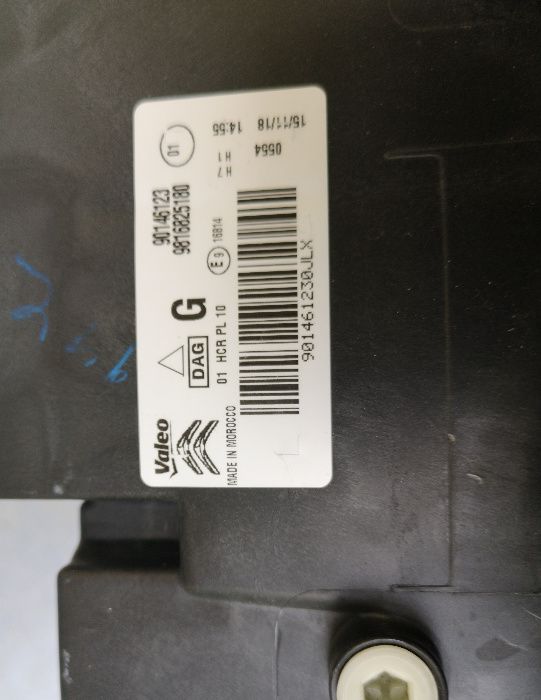 Valeo
DAG
G
90146123
9816825180
01
MADE IN MOROCCO
01 HCR PL 10
E9
16814
H7
H1
0554
15/11/18 14:55
901461230JLX